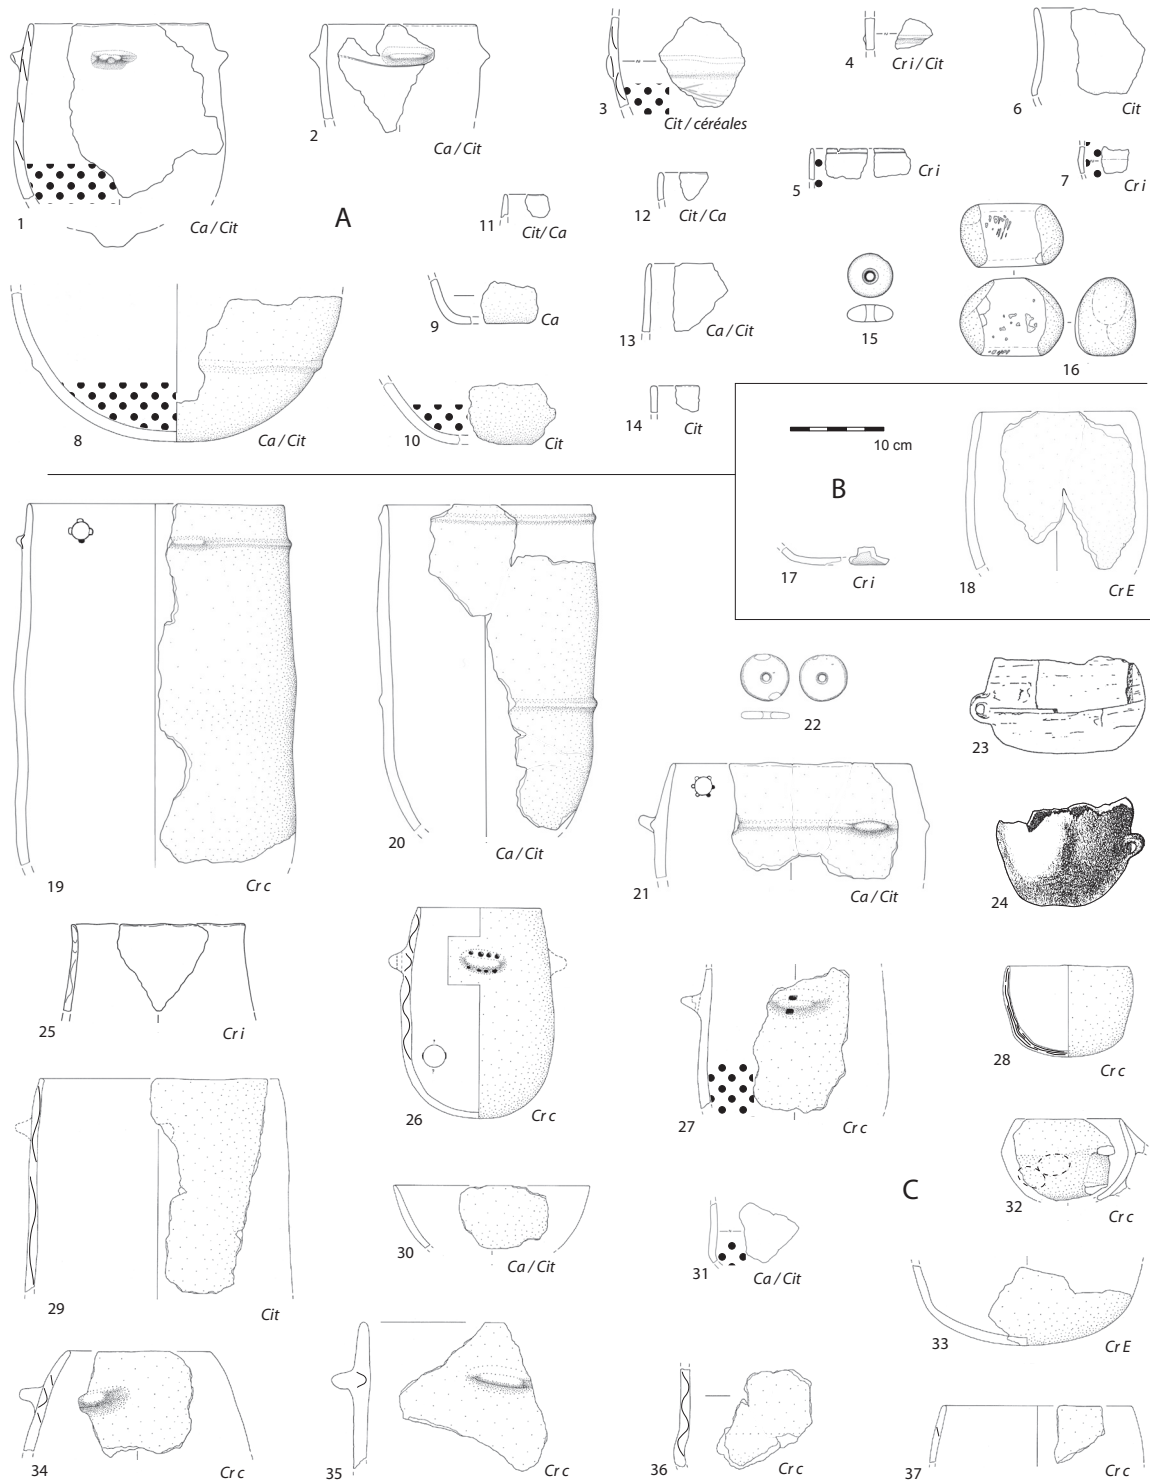 1
Ca / Cit
2
Ca / Cit
3
Cit / céréales
4
Cr i / Cit
5
Cr i
6
Cit
7
Cr i
A
8
Ca / Cit
9
Ca
10
Cit
11
Cit/ Ca
12
Cit / Ca
13
Ca / Cit
14
Cit
15
16
10 cm
B
17
Cr i
18
Cr E
19
Cr c
20
Ca / Cit
21
Ca / Cit
22
23
24
25
Cr i
26
Cr c
27
Cr c
28
Cr c
29
Cit
30
Ca / Cit
31
Ca / Cit
C
32
Cr c
33
Cr E
34
Cr c
35
Cr c
36
Cr c
37
Cr c